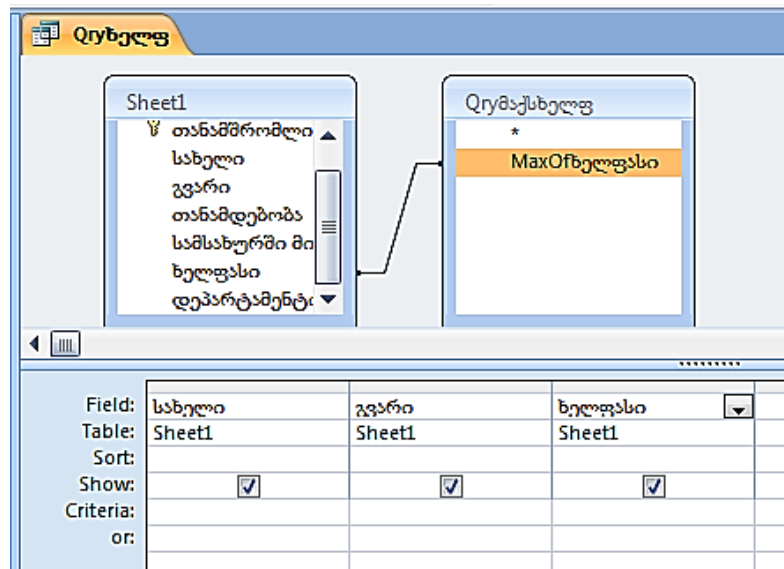 Qryხელფ
Sheet1
თანამშრომლი
სახელი
გვარი
თანამდებობა
სამსახურში მი
ხელფასი
დეპარტამენტი
Qryმაქსხელფ
*
MaxOfხელფასი
Field: სახელი გვარი ხელფასი
Table: Sheet1 Sheet1 Sheet1
Sort:
Show:
Criteria:
or: